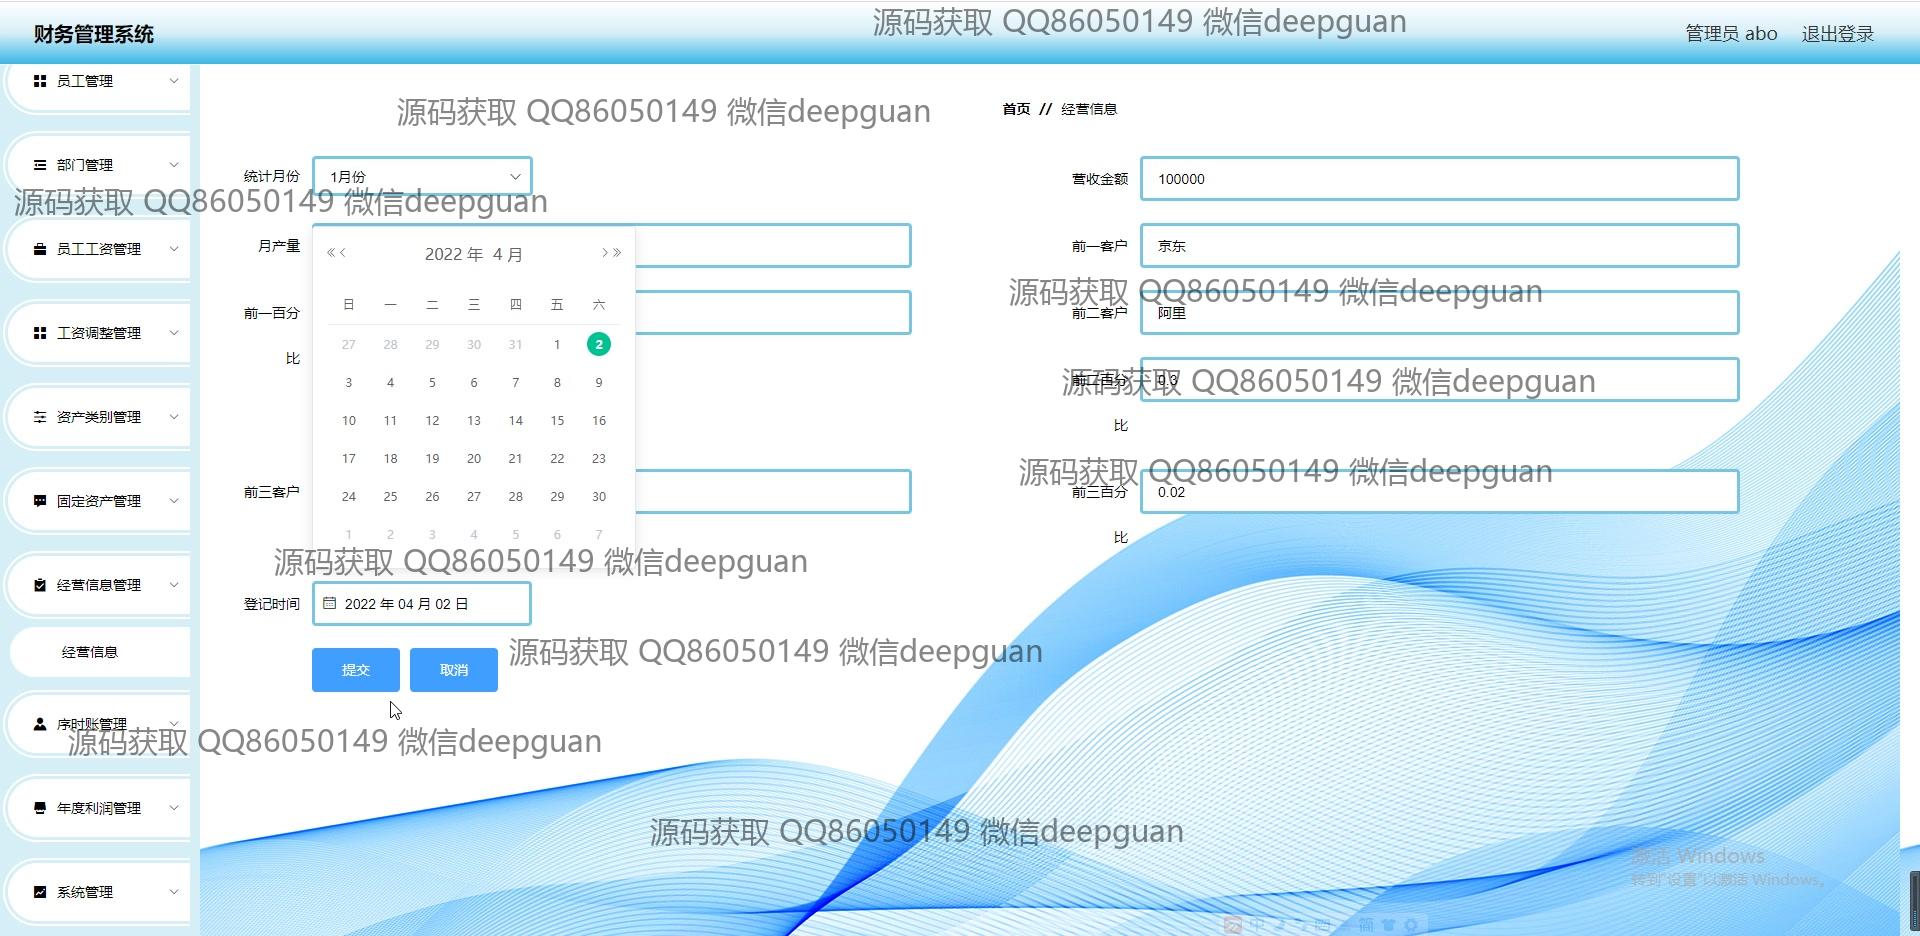 财务管理系统
源码获取 QQ86050149 微信deepguan
管理员 abo 退出登录
员工管理
源码获取 QQ86050149 微信deepguan
首页 // 经营信息
部门管理
统计月份 1月份
营收金额 100000
源码获取 QQ86050149 微信deepguan
员工工资管理
月产量
2022 年 4 月
前一客户 京东
源码获取 QQ86050149 微信deepguan
日 一 二 三 四 五 六
前一百分
比
前二客户 阿里
工资调整管理
27 28 29 30 31 1 2
3 4 5 6 7 8 9
前二百分 0.3
比
源码获取 QQ86050149 微信deepguan
资产类别管理
10 11 12 13 14 15 16
17 18 19 20 21 22 23
源码获取 QQ86050149 微信deepguan
固定资产管理
前三客户
24 25 26 27 28 29 30
前三百分 0.02
比
1 2 3 4 5 6 7
源码获取 QQ86050149 微信deepguan
经营信息管理
登记时间 2022 年 04 月 02 日
经营信息
提交 取消
源码获取 QQ86050149 微信deepguan
序时账管理
源码获取 QQ86050149 微信deepguan
年度利润管理
源码获取 QQ86050149 微信deepguan
激活 Windows
转到"设置"以激活 Windows。
系统管理
中 简